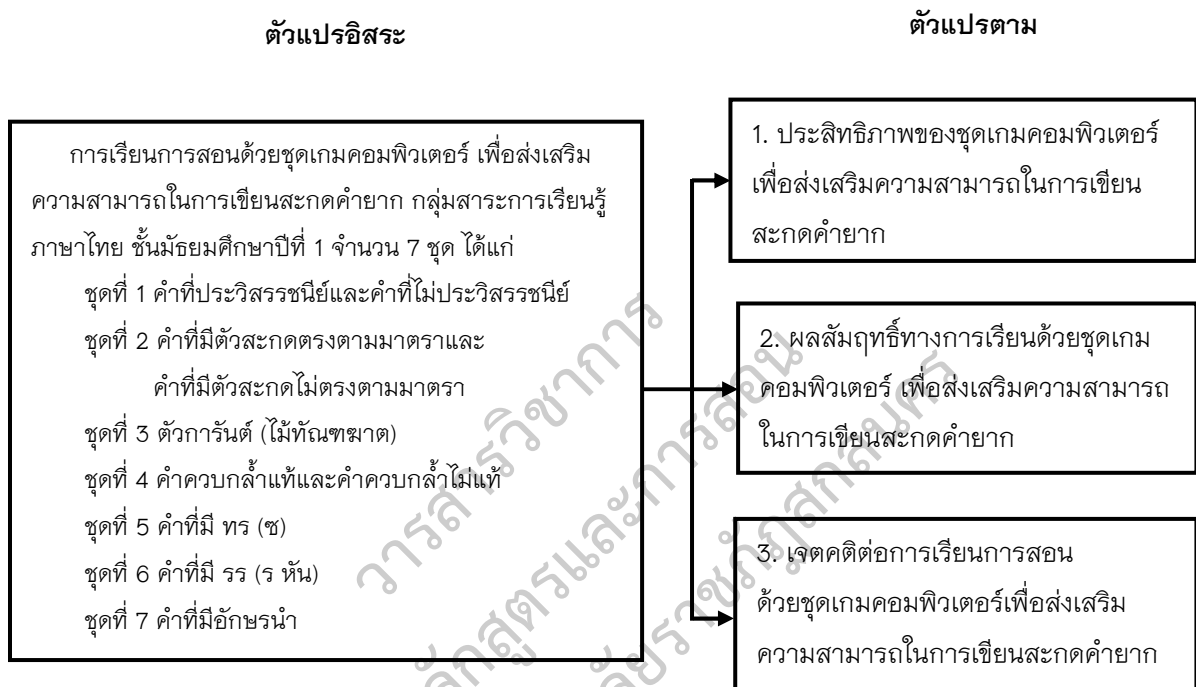 ตัวแปรอิสระ
ตัวแปรตาม
การเรียนการสอนด้วยชุดเกมคอมพิวเตอร์ เพื่อส่งเสริม
ความสามารถในการเขียนสะกดคำยาก กลุ่มสาระการเรียนรู้
ภาษาไทย ชั้นมัธยมศึกษาปีที่ 1 จำนวน 7 ชุด ได้แก่
ชุดที่ 1 คำที่ประวิสรรชนีย์และคำที่ไม่ประวิสรรชนีย์
ชุดที่ 2 คำที่มีตัวสะกดตรงตามมาตราและ
คำที่มีตัวสะกดไม่ตรงตามมาตรา
ชุดที่ 3 ตัวการันต์ (ไม้ทัณฑฆาต)
ชุดที่ 4 คำควบกล้ำแท้และคำควบกล้ำไม่แท้
ชุดที่ 5 คำที่มี ทร (ซ)
ชุดที่ 6 คำที่มี รร (ร หัน)
ชุดที่ 7 คำที่มีอักษรนำ
1. ประสิทธิภาพของชุดเกมคอมพิวเตอร์
เพื่อส่งเสริมความสามารถในการเขียน
สะกดคำยาก
2. ผลสัมฤทธิ์ทางการเรียนด้วยชุดเกม
คอมพิวเตอร์ เพื่อส่งเสริมความสามารถ
ในการเขียนสะกดคำยาก
3. เจตคติต่อการเรียนการสอน
ด้วยชุดเกมคอมพิวเตอร์เพื่อส่งเสริม
ความสามารถในการเขียนสะกดคำยาก
วารสารวิชาการ
หลักสูตรและการสอน